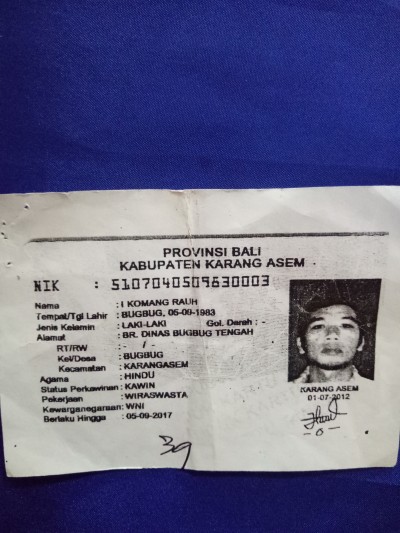 PROVINSI BALI
KABUPATEN KARANG ASEM
NIK : 5107040509830003
Nama : I KOMANG RAUH
Tempat/Tgl Lahir : BUGBUG, 05-09-1983
Jenis Kelamin : LAKI-LAKI Gol. Darah : -
Alamat : BR. DINAS BUGBUG TENGAH
RT/RW : - / -
Kel/Desa : BUGBUG
Kecamatan : KARANGASEM
Agama : HINDU
Status Perkawinan : KAWIN
Pekerjaan : WIRASWASTA
Kewarganegaraan : WNI
Berlaku Hingga : 05-09-2017
KARANG ASEM
01-07-2012
39